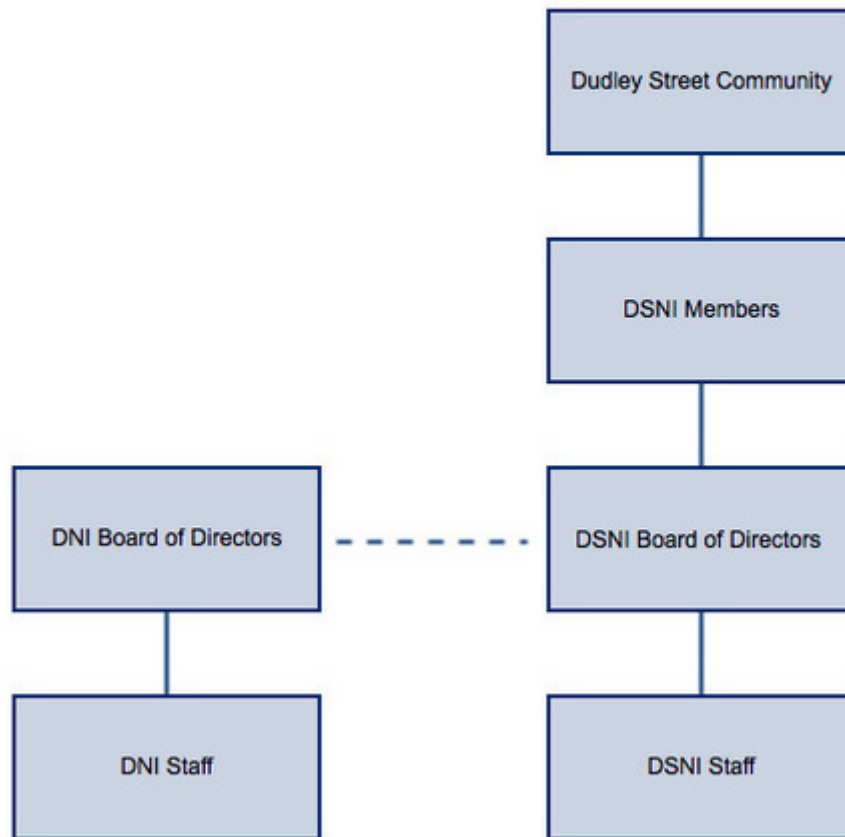 Dudley Street Community
DSNI Members
DNI Board of Directors
DSNI Board of Directors
DNI Staff
DSNI Staff